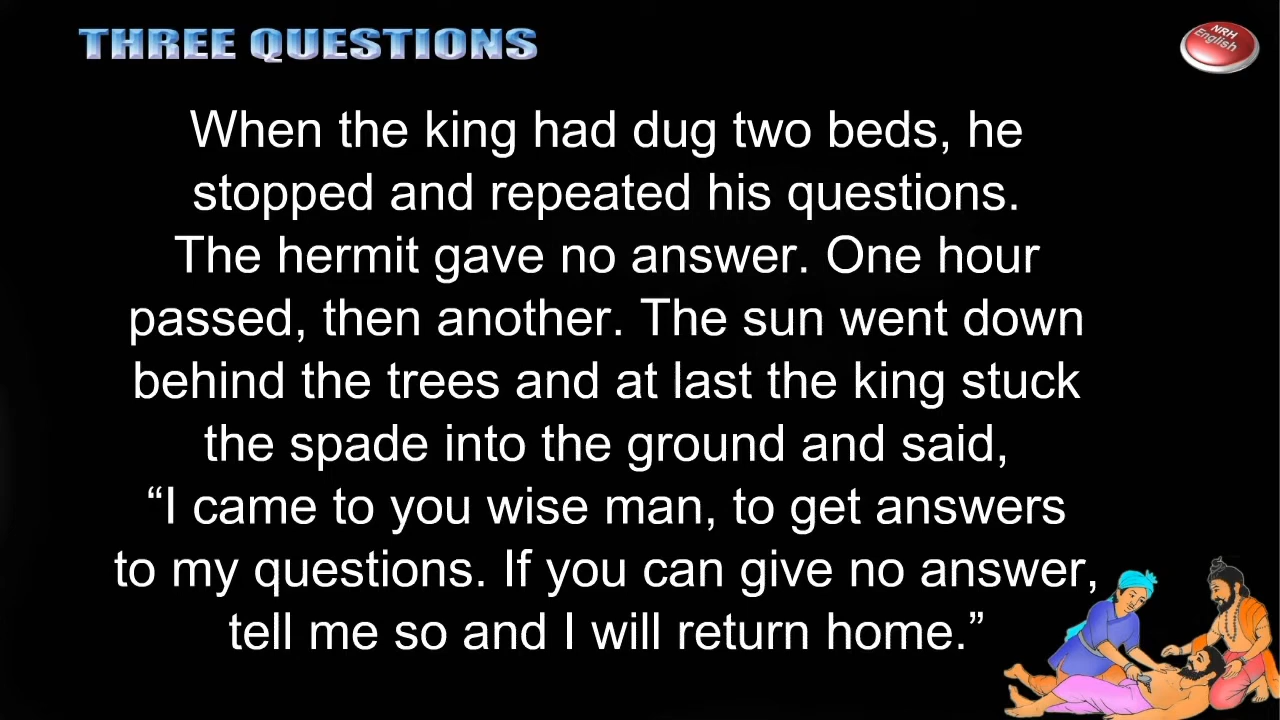 THREE QUESTIONS
NRH
English
When the king had dug two beds, he
stopped and repeated his questions.
The hermit gave no answer. One hour
passed, then another. The sun went down
behind the trees and at last the king stuck
the spade into the ground and said,
“I came to you wise man, to get answers
to my questions. If you can give no answer,
tell me so and I will return home.”